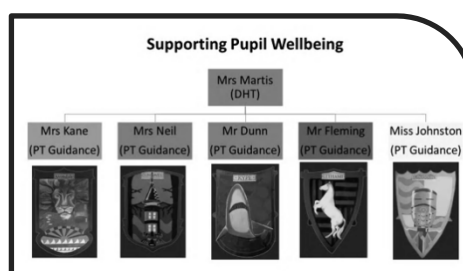 Supporting Pupil Wellbeing
Mrs Martis
(DHT)
Mrs Kane
(PT Guidance)
Mrs Neil
(PT Guidance)
Mr Dunn
(PT Guidance)
Mr Fleming
(PT Guidance)
Miss Johnston
(PT Guidance)